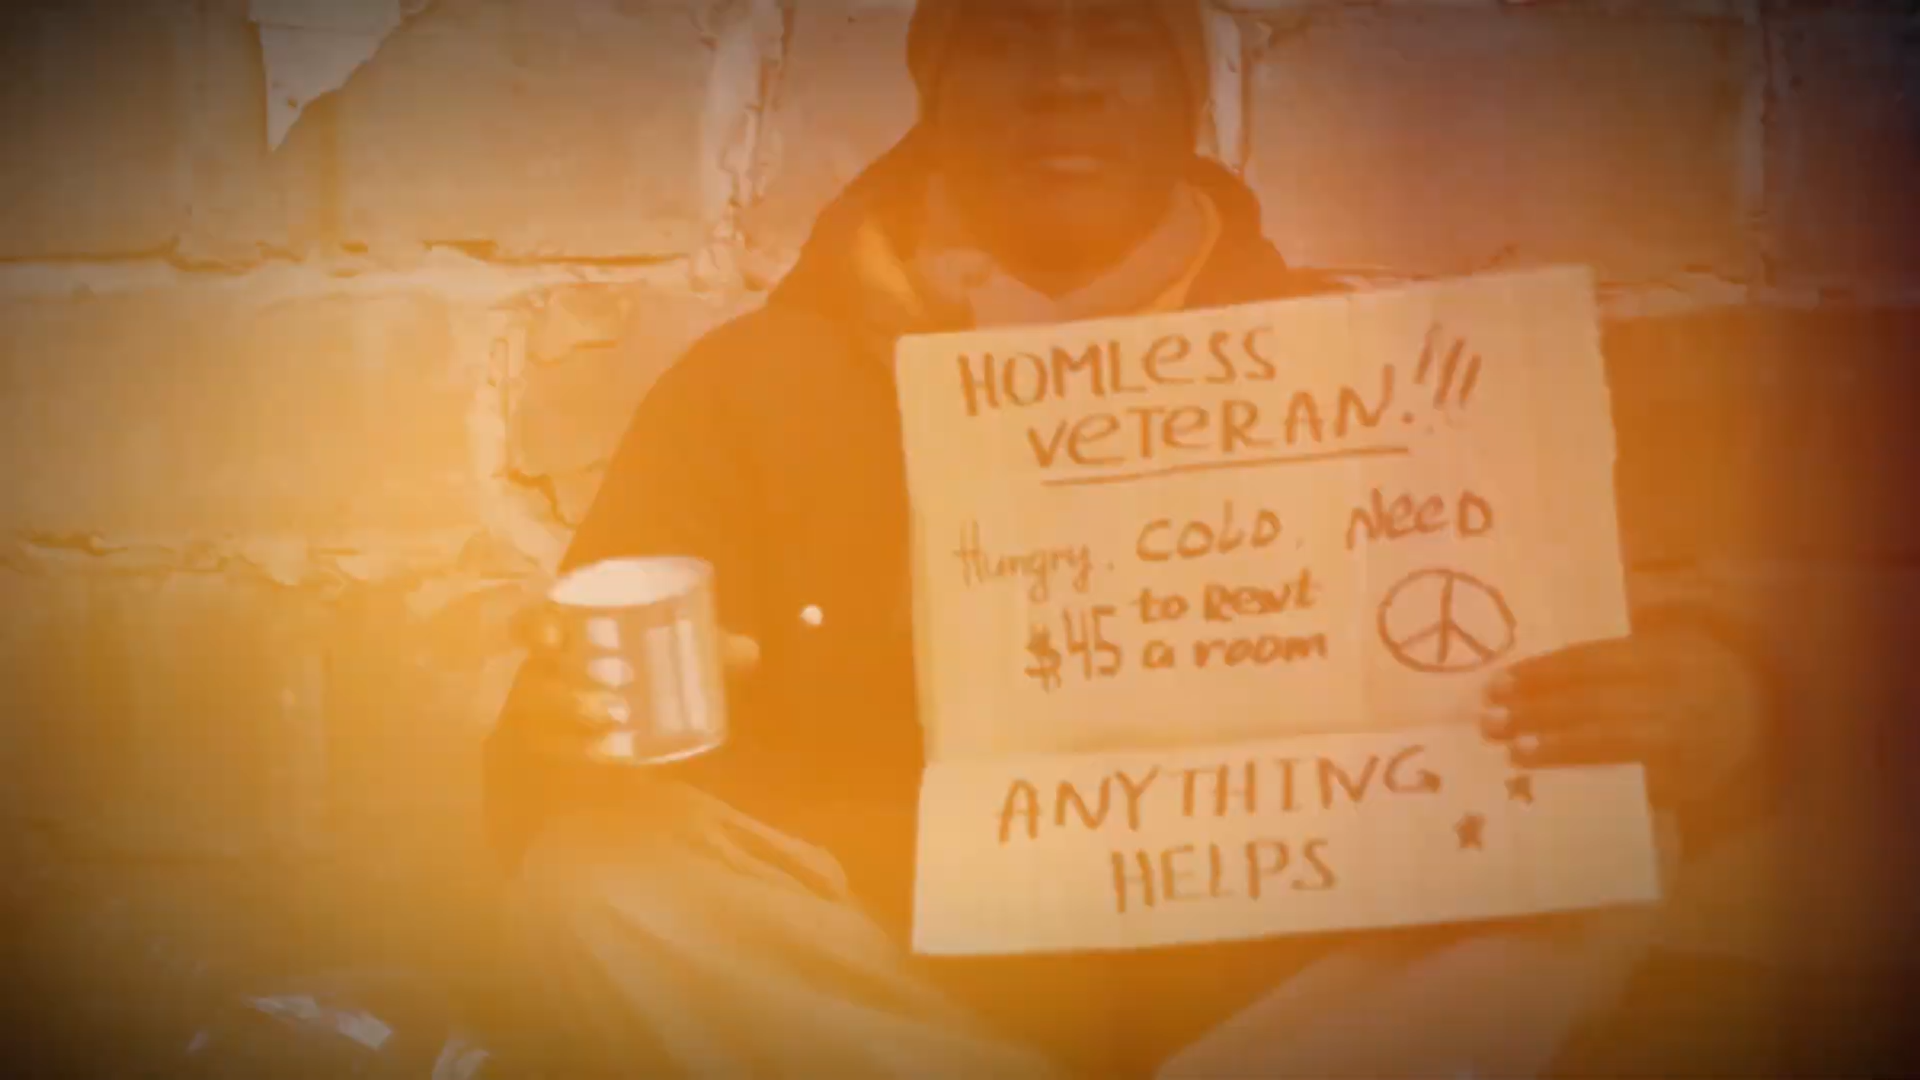 HOMLess
VeTeRAN.!!!
Hungry. COLD. NeeD
$45 to Rent
a room
ANYTHING
HELPS